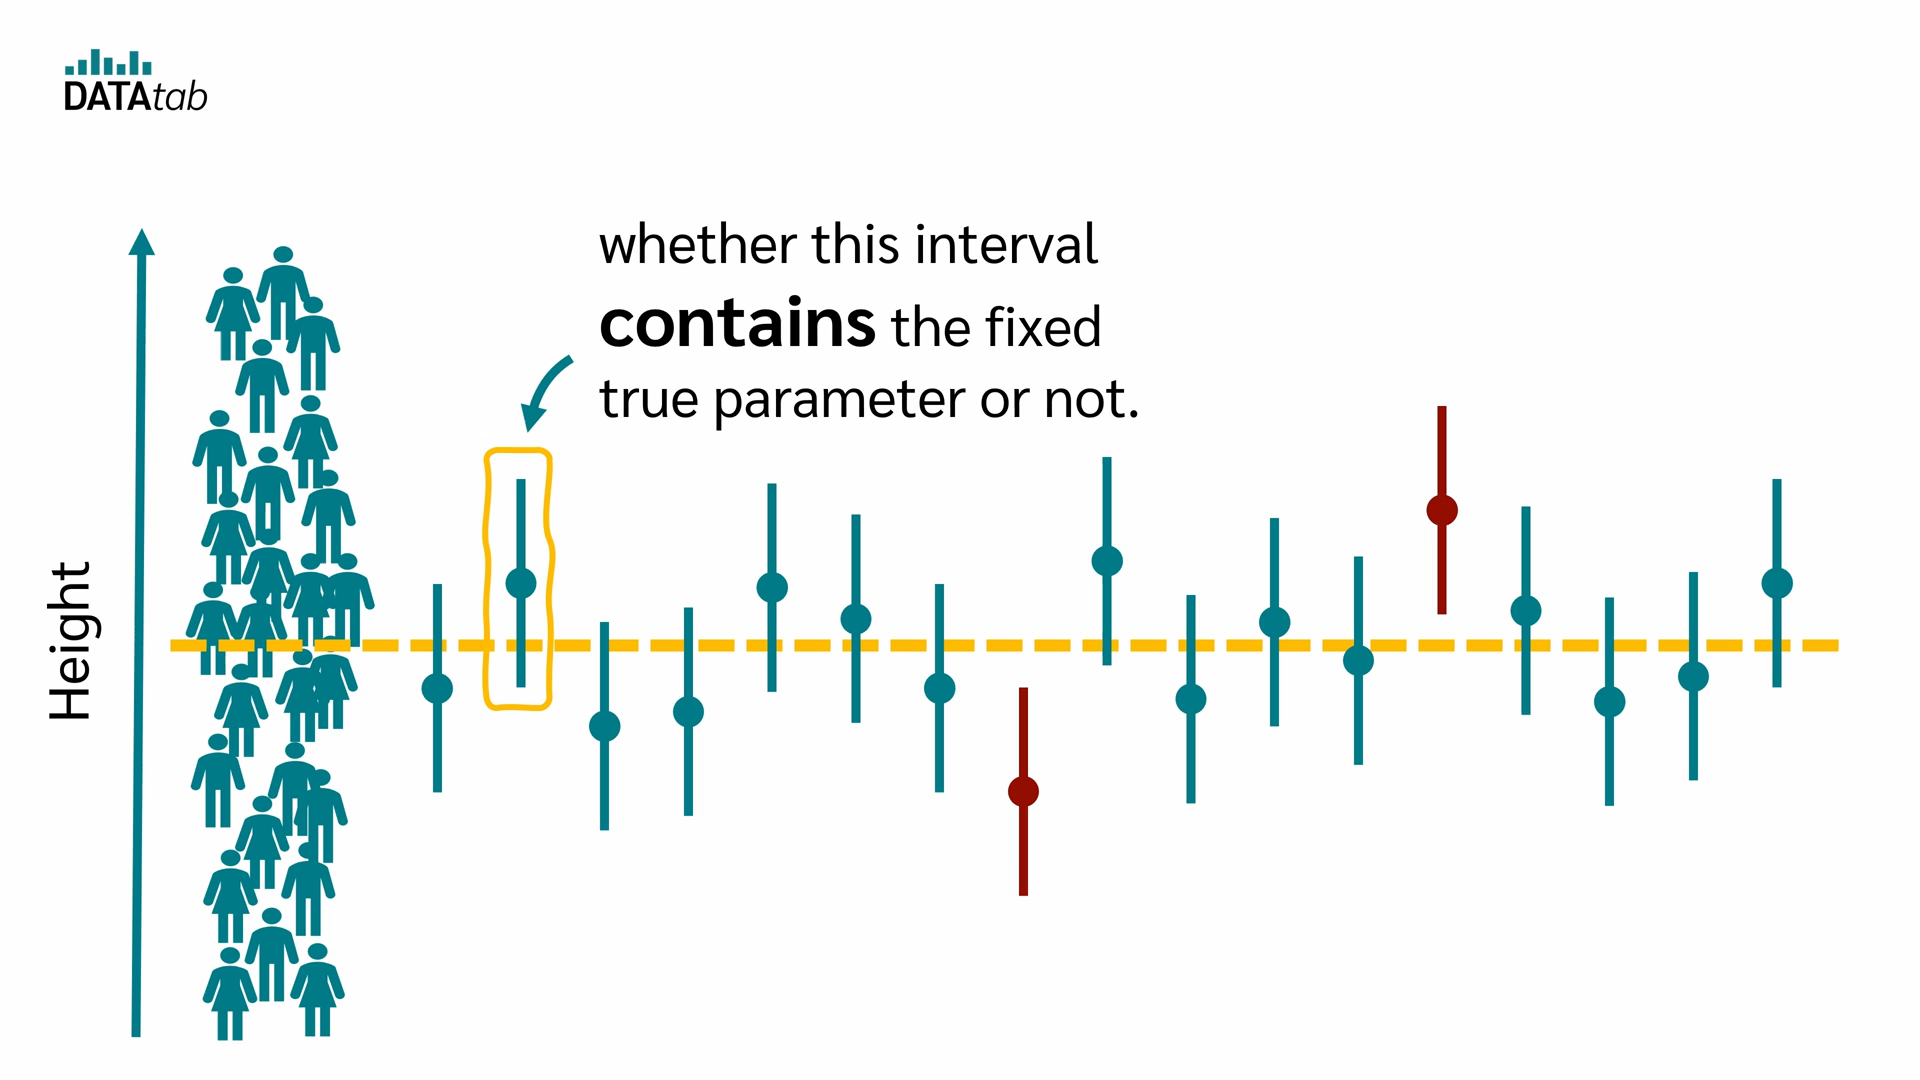 DATAtab
whether this interval
contains the fixed
true parameter or not.
Height